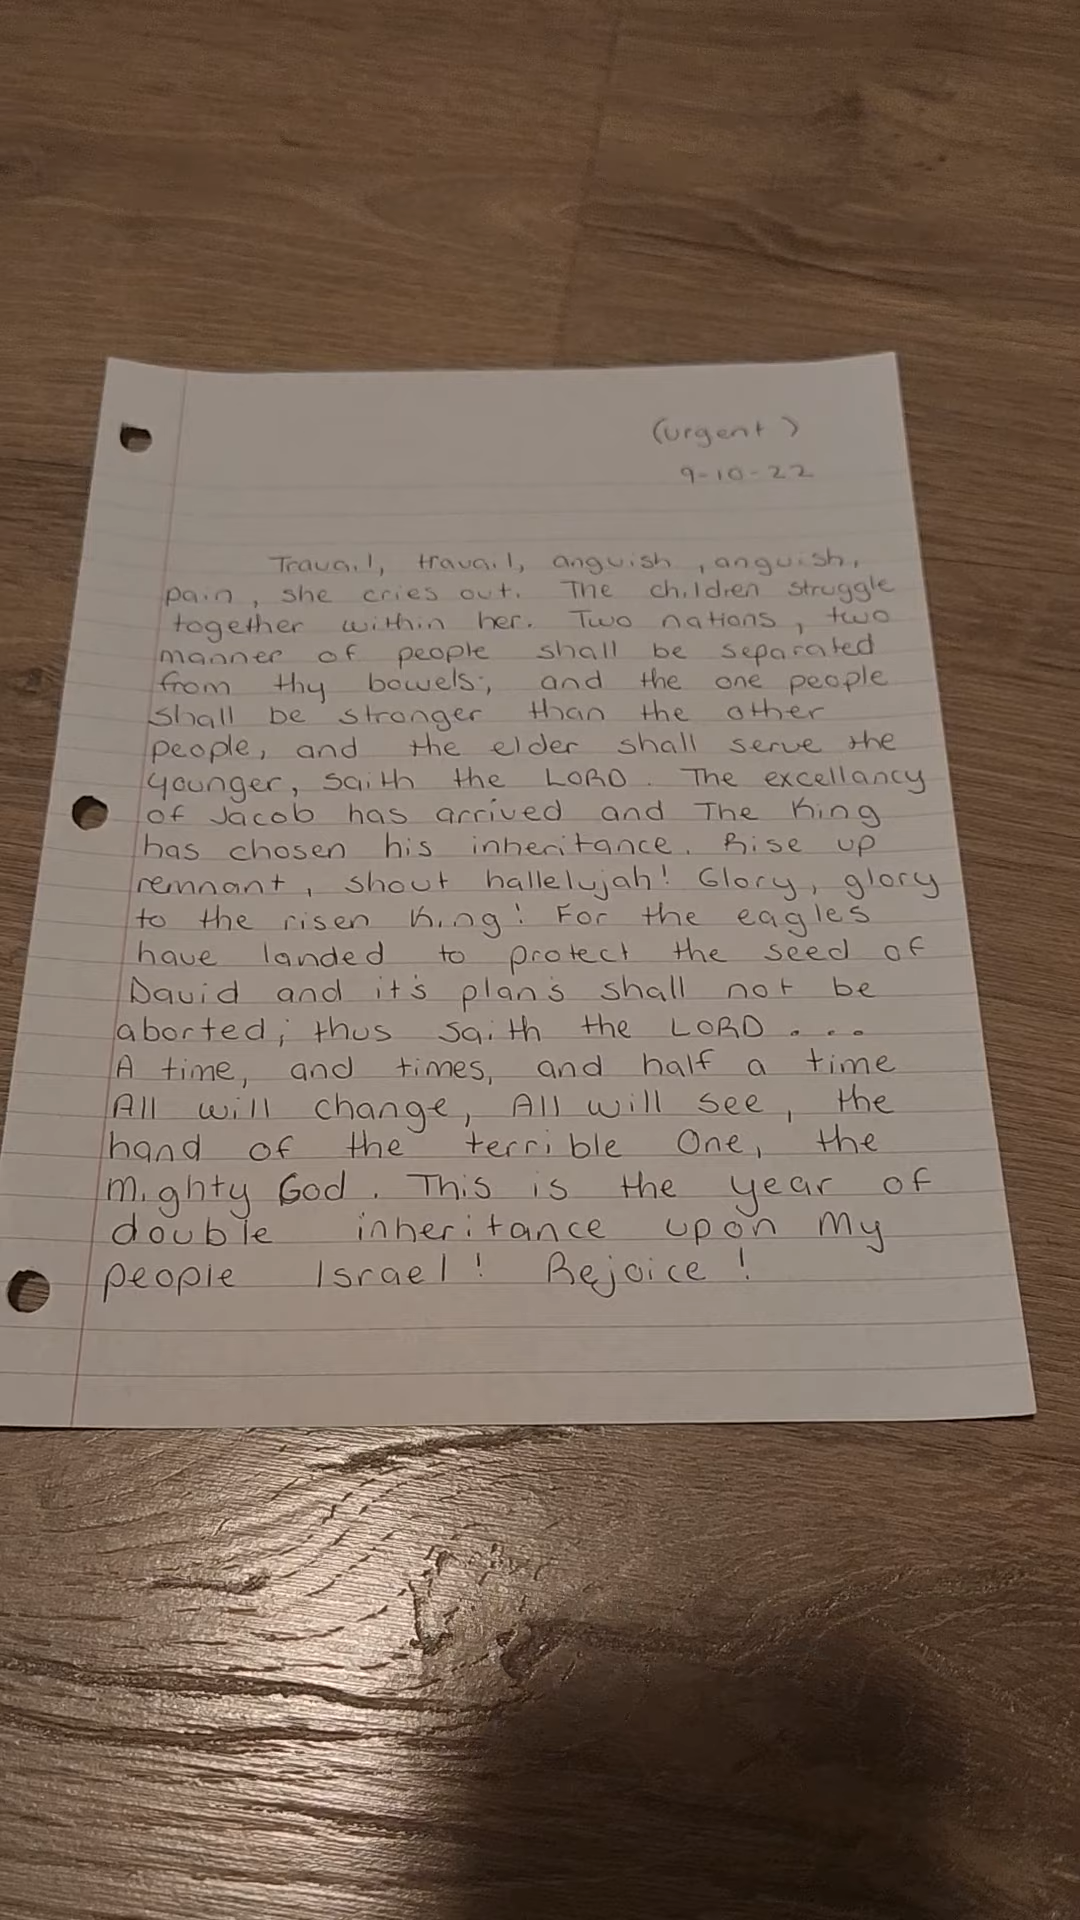 (urgent)
9-10-22
Travail, travail, anguish, anguish,
pain, she cries out. The children struggle
together within her. Two nations, two
manner of people shall be separated
from thy bowels; and the one people
shall be stronger than the other
people, and the elder shall serve the
younger, saith the LORD. The excellancy
of Jacob has arrived and The King
has chosen his inheritance. Rise up
remnant, shout hallelujah! Glory, glory
to the risen King! For the eagles
have landed to protect the seed of
David and it's plan's shall not be
aborted; thus saith the LORD....
A time, and times, and half a time
All will change, All will see, the
hand of the terrible One, the
mighty God. This is the year of
double inheritance upon My
people Israel! Rejoice!